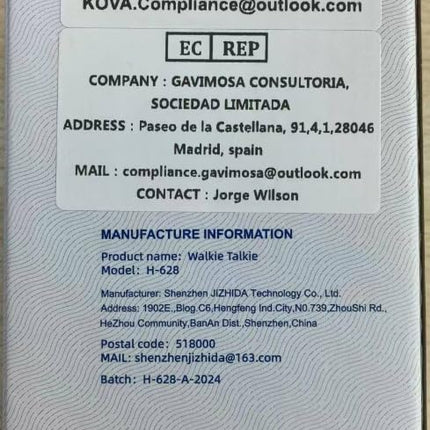 KOVA.Compliance@outlook.com
EC REP
COMPANY : GAVIMOSA CONSULTORIA,
SOCIEDAD LIMITADA
ADDRESS : Paseo de la Castellana, 91,4,1,28046
Madrid, spain
MAIL : compliance.gavimosa@outlook.com
CONTACT : Jorge Wilson
MANUFACTURE INFORMATION
Product name: Walkie Talkie
Model: H-628
Manufacturer: Shenzhen JIZHIDA Technology Co., Ltd.
Address: 1902E.,Blog.C6,Hengfeng Ind.City,N0.739,ZhouShi Rd.,
HeZhou Community,BanAn Dist.,Shenzhen,China
Postal code: 518000
MAIL: shenzhenjizhida@163.com
Batch: H-628-A-2024